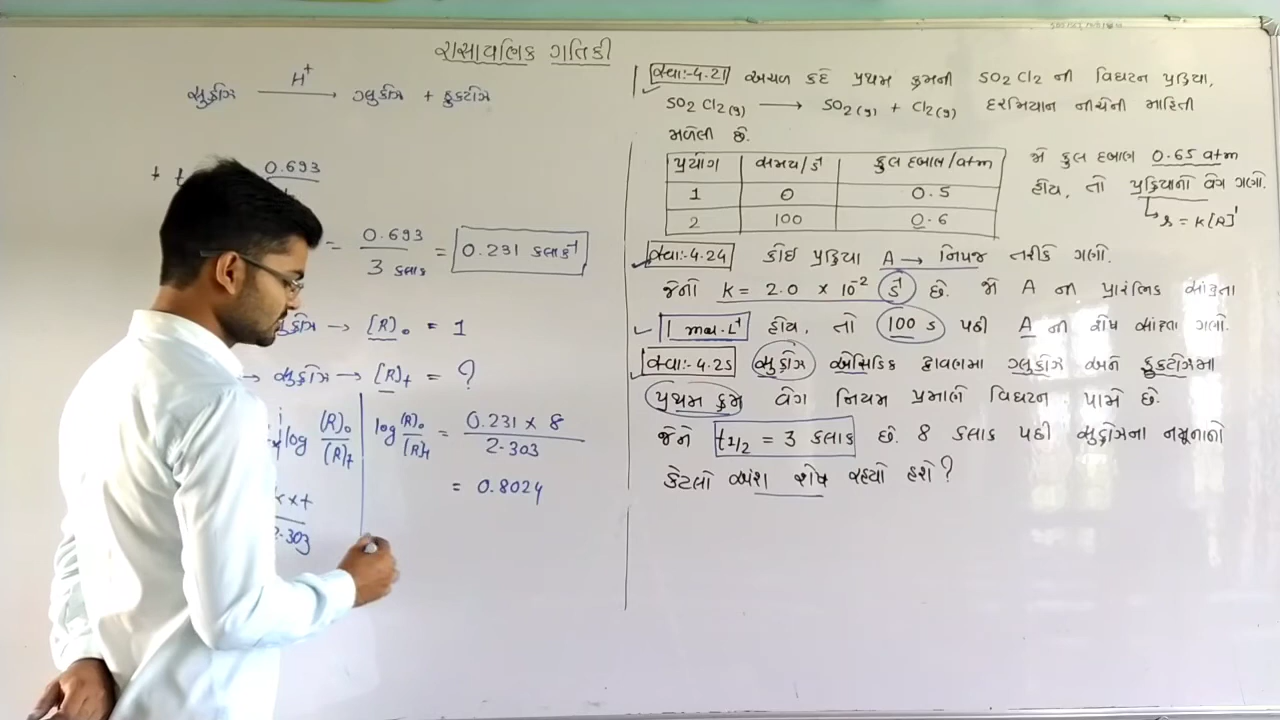 રાસાયણિક ગતિકી
સુક્રોઝ H⁺ → ગ્લુકોઝ + ફ્રુકટોઝ
0.693
= 0.693 / 3 કલાક = 0.231 કલાક⁻¹
→ [R]₀ = 1
→ સુક્રોઝ → [R]t = ?
log (R)₀ / (R)t
2.303
log (R)₀ / [R]t = 0.231 x 8 / 2.303
= 0.8024
સ્વા:-4.21 અચળ કદે પ્રથમ ક્રમની SO₂Cl₂ ની વિઘટન પ્રક્રિયા,
SO₂Cl₂(g) → SO₂(g) + Cl₂(g) દરમિયાન નીચેની માહિતી
મળેલી છે.
પ્રયોગ સમય/s⁻¹ કુલ દબાણ/atm
1 0 0.5
2 100 0.6
જો કુલ દબાણ 0.65 atm
હોય, તો પ્રક્રિયાનો વેગ ગણો.
r = K[R]¹
સ્વા:-4.24 કોઈ પ્રક્રિયા A → નિપજ તરીકે ગણો.
જેનો k = 2.0 x 10⁻² s⁻¹ છે. જો A ની પ્રારંભિક સાંદ્રતા
1 mol.L⁻¹ હોય, તો 100 s પછી A ની શેષ સાંદ્રતા ગણો.
સ્વા:-4.25 સુક્રોઝ એસિડિક દ્રાવણમાં ગ્લુકોઝ અને ફ્રુકટોઝમાં
પ્રથમ ક્રમ વેગ નિયમ પ્રમાણે વિઘટન પામે છે.
જેને t1/2 = 3 કલાક છે. 8 કલાક પછી સુક્રોઝના નમૂનાનો
કેટલો અંશ શેષ રહ્યો હશે?